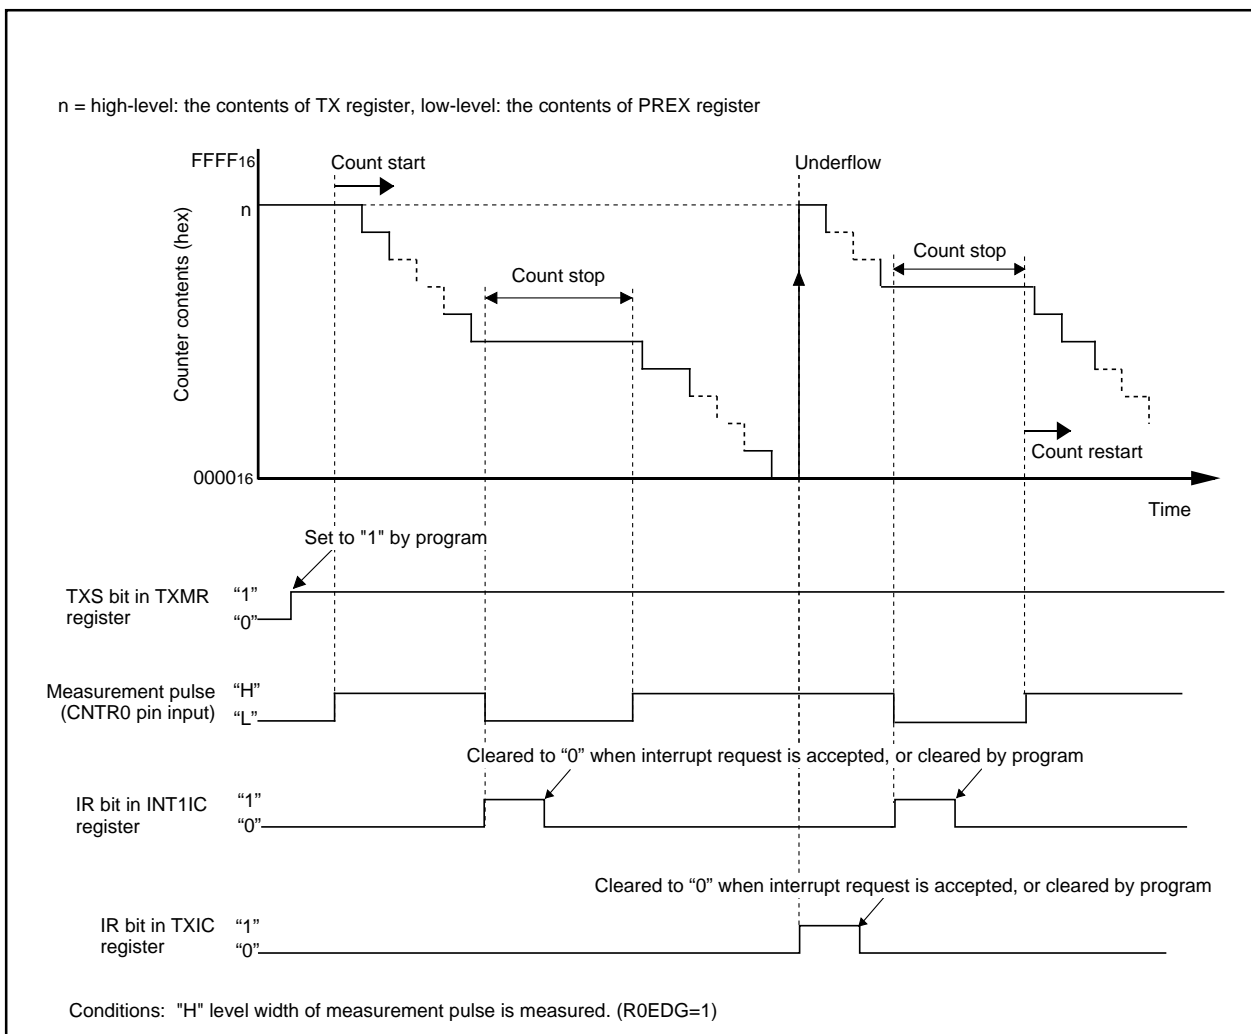 n = high-level: the contents of TX register, low-level: the contents of PREX register
FFFF16
Count start
Underflow
n
Counter contents (hex)
Count stop
Count stop
Count restart
000016
Time
Set to "1" by program
TXS bit in TXMR
register
“1”
“0”
Measurement pulse
(CNTR0 pin input)
“H”
“L”
Cleared to “0” when interrupt request is accepted, or cleared by program
IR bit in INT1IC
register
“1”
“0”
Cleared to “0” when interrupt request is accepted, or cleared by program
IR bit in TXIC
register
“1”
“0”
Conditions: "H" level width of measurement pulse is measured. (R0EDG=1)